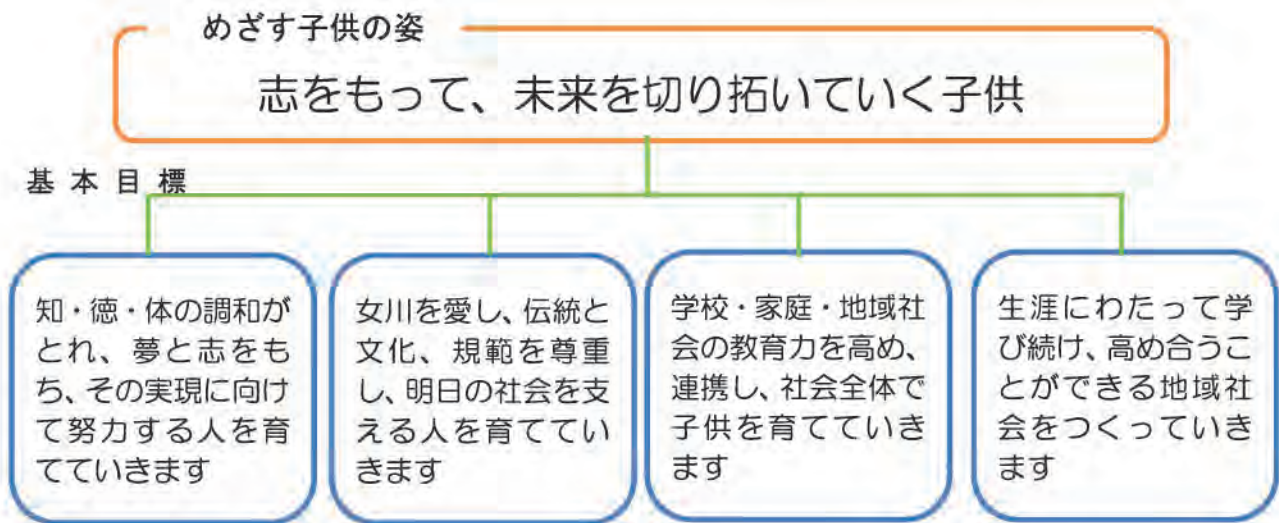 めざす子供の姿
志をもって、未来を切り拓いていく子供
基本目標
知・徳・体の調和が
とれ、夢と志をも
ち、その実現に向け
て努力する人を育
てていきます
女川を愛し、伝統と
文化、規範を尊重
し、明日の社会を支
える人を育ててい
きます
学校・家庭・地域社
会の教育力を高め、
連携し、社会全体で
子供を育てていき
ます
生涯にわたって学
び続け、高め合うこ
とができる地域社
会をつくっていき
ます